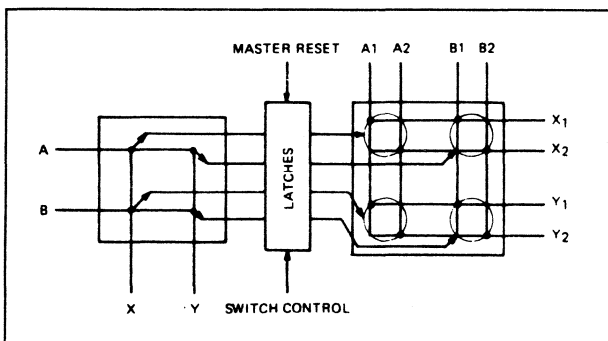 MASTER RESET A1 A2 B1 B2
X1
A X2
LATCHES
B Y1
Y2
X Y SWITCH CONTROL